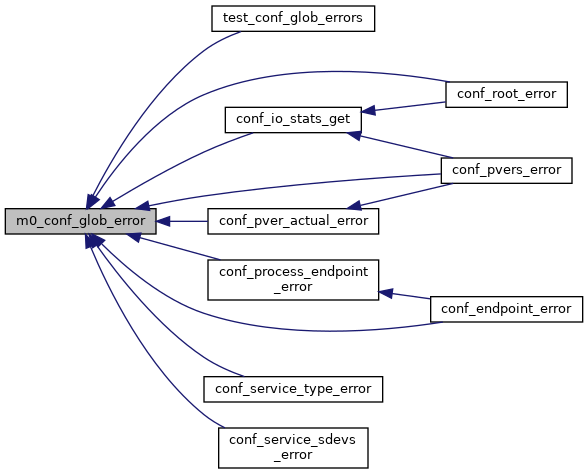 test_conf_glob_errors
conf_root_error
conf_io_stats_get
conf_pvers_error
m0_conf_glob_error
conf_pver_actual_error
conf_process_endpoint
_error
conf_endpoint_error
conf_service_type_error
conf_service_sdevs
_error